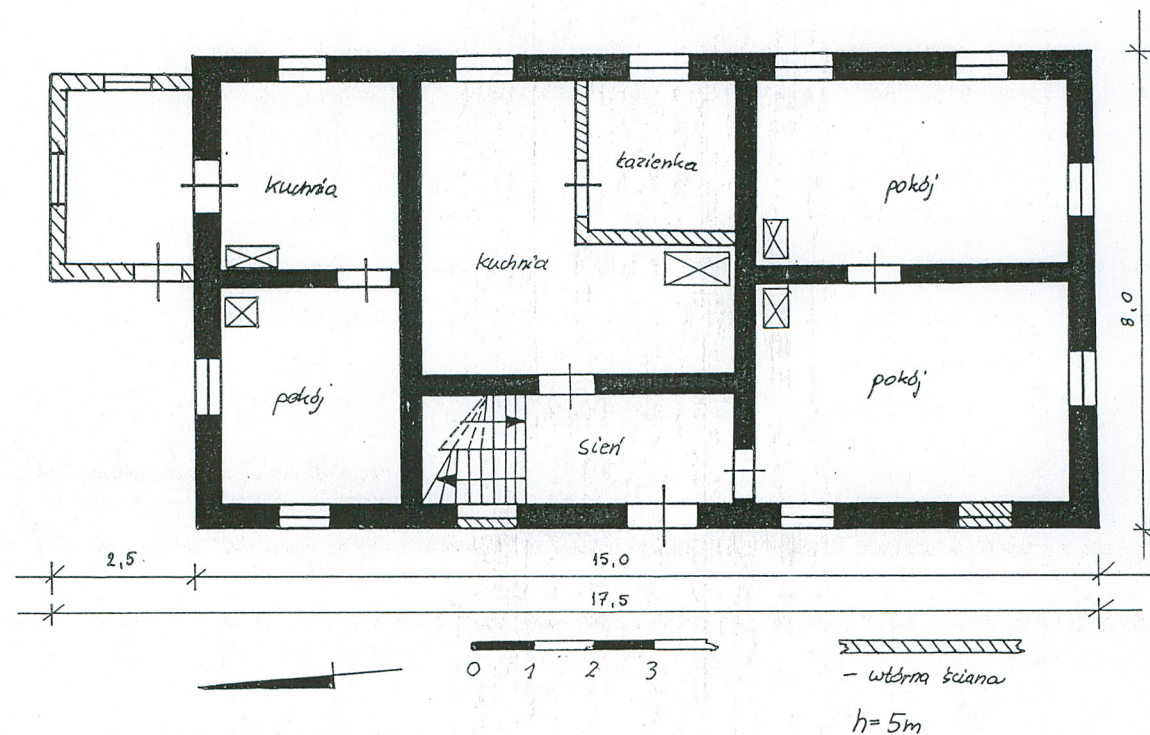 kuchnia
łazienka
pokój
kuchnia
pokój
pokój
sień
8,0
2,5
15,0
17,5
0 1 2 3
- wtórna ściana
h= 5m